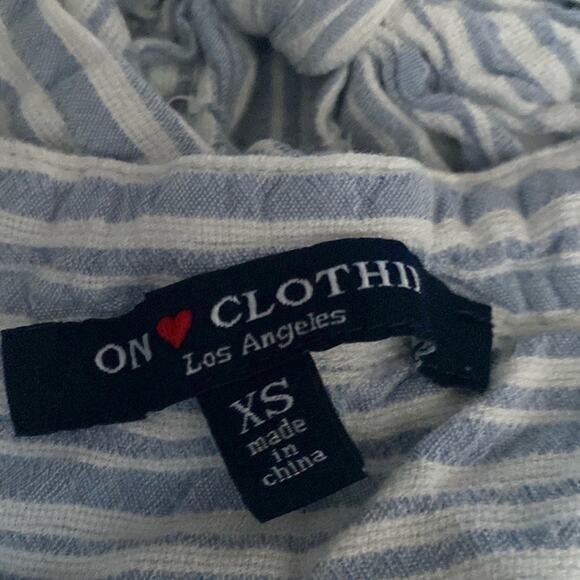 ON ❤ CLOTHI
Los Angeles
XS
made
in
china